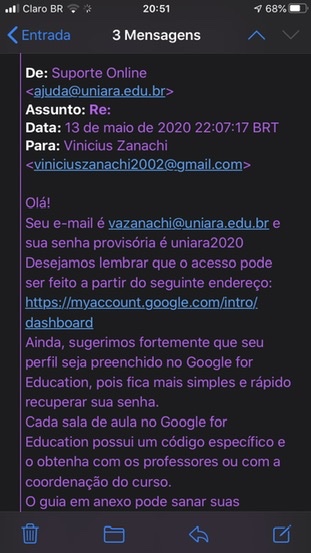 Claro BR 20:51 68%
Entrada 3 Mensagens
De: Suporte Online
<ajuda@uniara.edu.br>
Assunto: Re:
Data: 13 de maio de 2020 22:07:17 BRT
Para: Vinicius Zanachi
<viniciuszanachi2002@gmail.com>
Olá!
Seu e-mail é vazanachi@uniara.edu.br e
sua senha provisória é uniara2020
Desejamos lembrar que o acesso pode
ser feito a partir do seguinte endereço:
https://myaccount.google.com/intro/
dashboard
Ainda, sugerimos fortemente que seu
perfil seja preenchido no Google for
Education, pois fica mais simples e rápido
recuperar sua senha.
Cada sala de aula no Google for
Education possui um código específico e
o obtenha com os professores ou com a
coordenação do curso.
O guia em anexo pode sanar suas